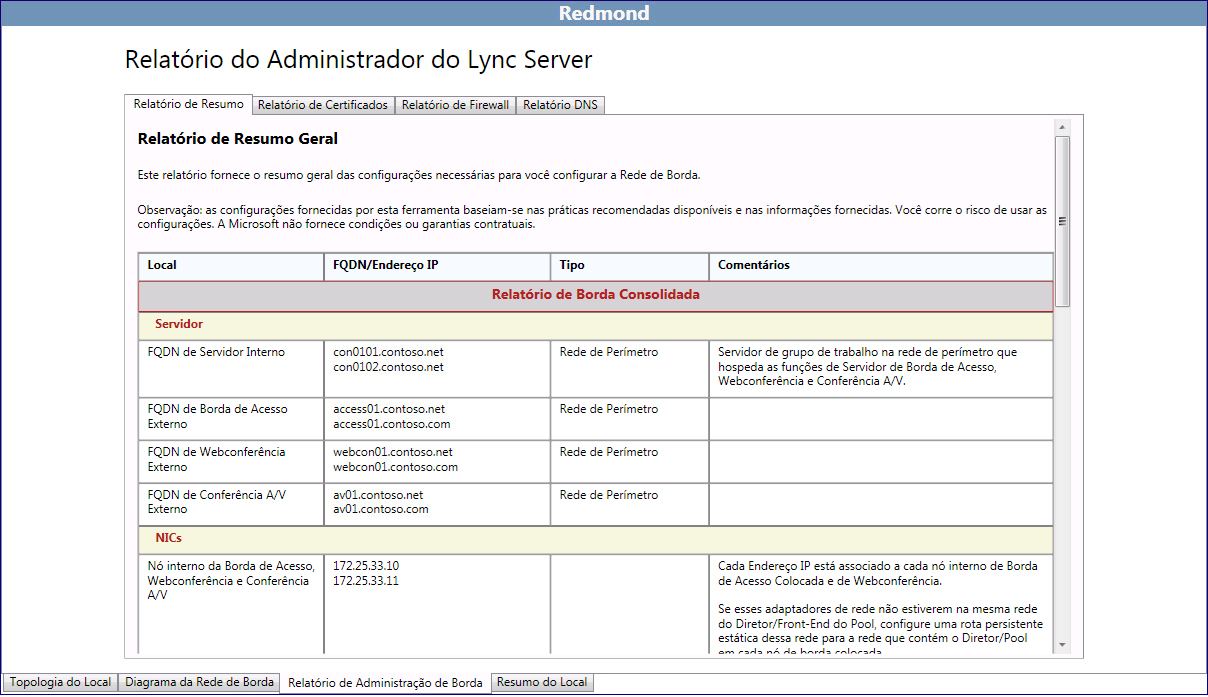 Redmond
Relatório do Administrador do Lync Server
Relatório de Resumo
Relatório de Certificados
Relatório de Firewall
Relatório DNS
Relatório de Resumo Geral
Este relatório fornece o resumo geral das configurações necessárias para você configurar a Rede de Borda.
Observação: as configurações fornecidas por esta ferramenta baseiam-se nas práticas recomendadas disponíveis e nas informações fornecidas. Você corre o risco de usar as
configurações. A Microsoft não fornece condições ou garantias contratuais.
Local
FQDN/Endereço IP
Tipo
Comentários
Relatório de Borda Consolidada
Servidor
FQDN de Servidor Interno
con0101.contoso.net
con0102.contoso.net
Rede de Perímetro
Servidor de grupo de trabalho na rede de perímetro que
hospeda as funções de Servidor de Borda de Acesso,
Webconferência e Conferência A/V.
FQDN de Borda de Acesso
Externo
access01.contoso.net
access01.contoso.com
Rede de Perímetro
FQDN de Webconferência
Externo
webcon01.contoso.net
webcon01.contoso.com
Rede de Perímetro
FQDN de Conferência A/V
Externo
av01.contoso.net
av01.contoso.com
Rede de Perímetro
NICs
Nó interno da Borda de Acesso,
Webconferência e Conferência
A/V
172.25.33.10
172.25.33.11
Cada Endereço IP está associado a cada nó interno de Borda
de Acesso Colocada e de Webconferência.
Se esses adaptadores de rede não estiverem na mesma rede
do Diretor/Front-End do Pool, configure uma rota persistente
estática dessa rede para a rede que contém o Diretor/Pool
em cada nó de borda colocada.
Topologia do Local
Diagrama da Rede de Borda
Relatório de Administração de Borda
Resumo do Local